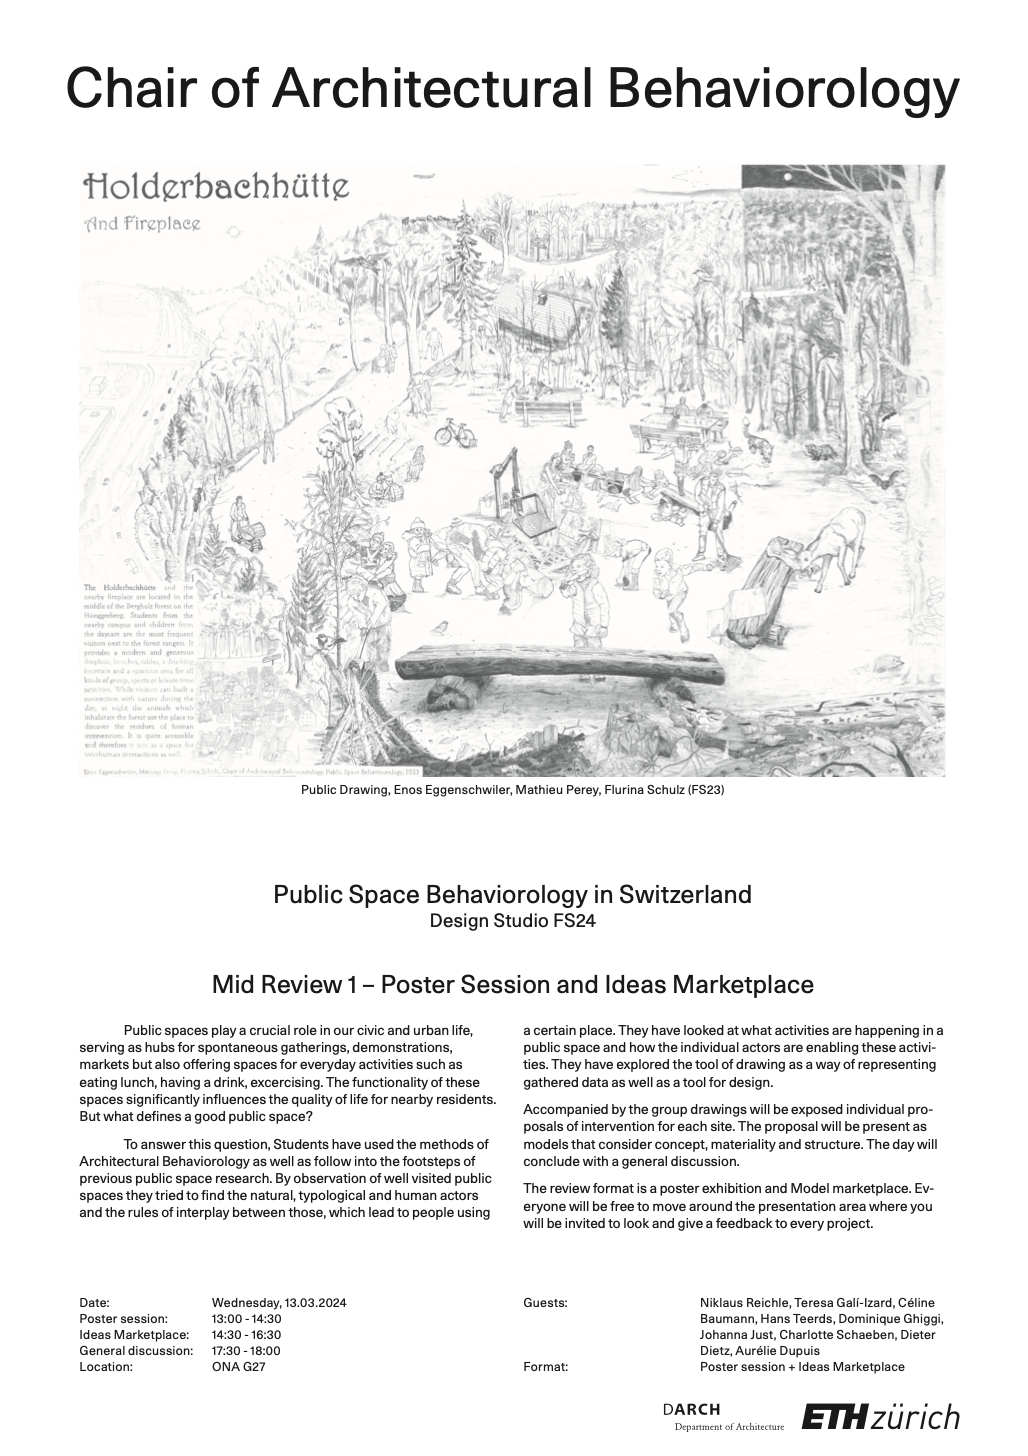 Chair of Architectural Behaviorology
Holderbachhütte
And Fireplace
The Holderbachhütte and the
nearby fireplace are located in the
middle of the Bergholz forest on the
Hönggerberg. Students from the
nearby campus and children from
the daycare are the most frequent
visitors next to the forest rangers. It
provides a modern and generous
fireplace, benches, tables, a drinking
fountain and a spacious area for all
kinds of group, sports or leisure time
activities. While visitors can built a
connection with nature during the
day, at night the animals which
inhabitate the forest use the place to
discover the residues of human
intervention. It is quite accessible
and therefore it acts as a space for
interhuman interactions as well.
Enos Eggenschwiler, Mathieu Perey, Flurina Schulz, Chair of Architectural Behaviourology, Public Space Behaviourology, FS23
Public Drawing, Enos Eggenschwiler, Mathieu Perey, Flurina Schulz (FS23)
Public Space Behaviorology in Switzerland
Design Studio FS24
Mid Review 1 – Poster Session and Ideas Marketplace
Public spaces play a crucial role in our civic and urban life,
serving as hubs for spontaneous gatherings, demonstrations,
markets but also offering spaces for everyday activities such as
eating lunch, having a drink, excercising. The functionality of these
spaces significantly influences the quality of life for nearby residents.
But what defines a good public space?
To answer this question, Students have used the methods of
Architectural Behaviorology as well as follow into the footsteps of
previous public space research. By observation of well visited public
spaces they tried to find the natural, typological and human actors
and the rules of interplay between those, which lead to people using
a certain place. They have looked at what activities are happening in a
public space and how the individual actors are enabling these activi-
ties. They have explored the tool of drawing as a way of representing
gathered data as well as a tool for design.
Accompanied by the group drawings will be exposed individual pro-
posals of intervention for each site. The proposal will be present as
models that consider concept, materiality and structure. The day will
conclude with a general discussion.
The review format is a poster exhibition and Model marketplace. Ev-
eryone will be free to move around the presentation area where you
will be invited to look and give a feedback to every project.
Date: Wednesday, 13.03.2024
Poster session: 13:00 - 14:30
Ideas Marketplace: 14:30 - 16:30
General discussion: 17:30 - 18:00
Location: ONA G27
Guests: Niklaus Reichle, Teresa Galí-Izard, Céline
Baumann, Hans Teerds, Dominique Ghiggi,
Johanna Just, Charlotte Schaeben, Dieter
Dietz, Aurélie Dupuis
Format: Poster session + Ideas Marketplace
DARCH
Department of Architecture
ETH zürich